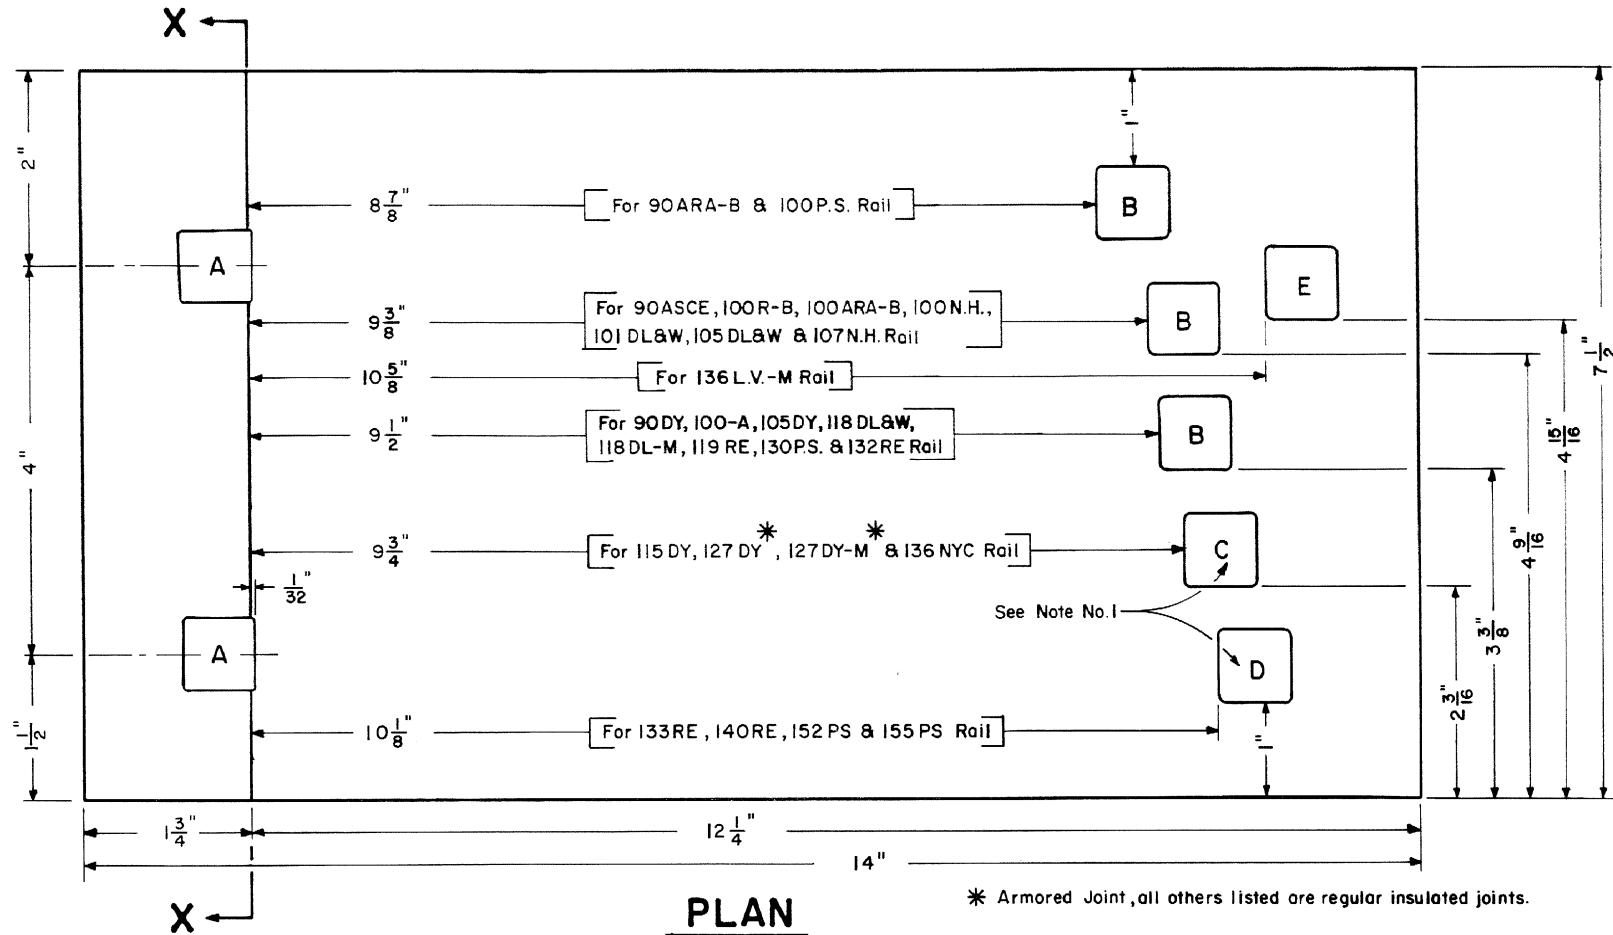 X
2"
1"
8 7/8"
For 90ARA-B & 100P.S. Rail
B
A
E
9 3/8"
For 90ASCE, 100R-B, 100ARA-B, 100N.H.,
101 DL&W, 105 DL&W & 107N.H. Rail
B
7 1/2"
10 5/8"
For 136 L.V.-M Rail
9 1/2"
For 90DY, 100-A, 105DY, 118 DL&W,
118 DL-M, 119 RE, 130P.S. & 132RE Rail
B
4"
4 15/16"
4 9/16"
9 3/4"
For 115 DY, 127 DY*, 127 DY-M* & 136 NYC Rail
C
1/32"
See Note No.1
3 3/8"
A
D
2 3/16"
1 1/2"
10 1/8"
For 133RE, 140RE, 152 PS & 155 PS Rail
1"
1 3/4"
12 1/4"
14"
X
PLAN
* Armored Joint, all others listed are regular insulated joints.